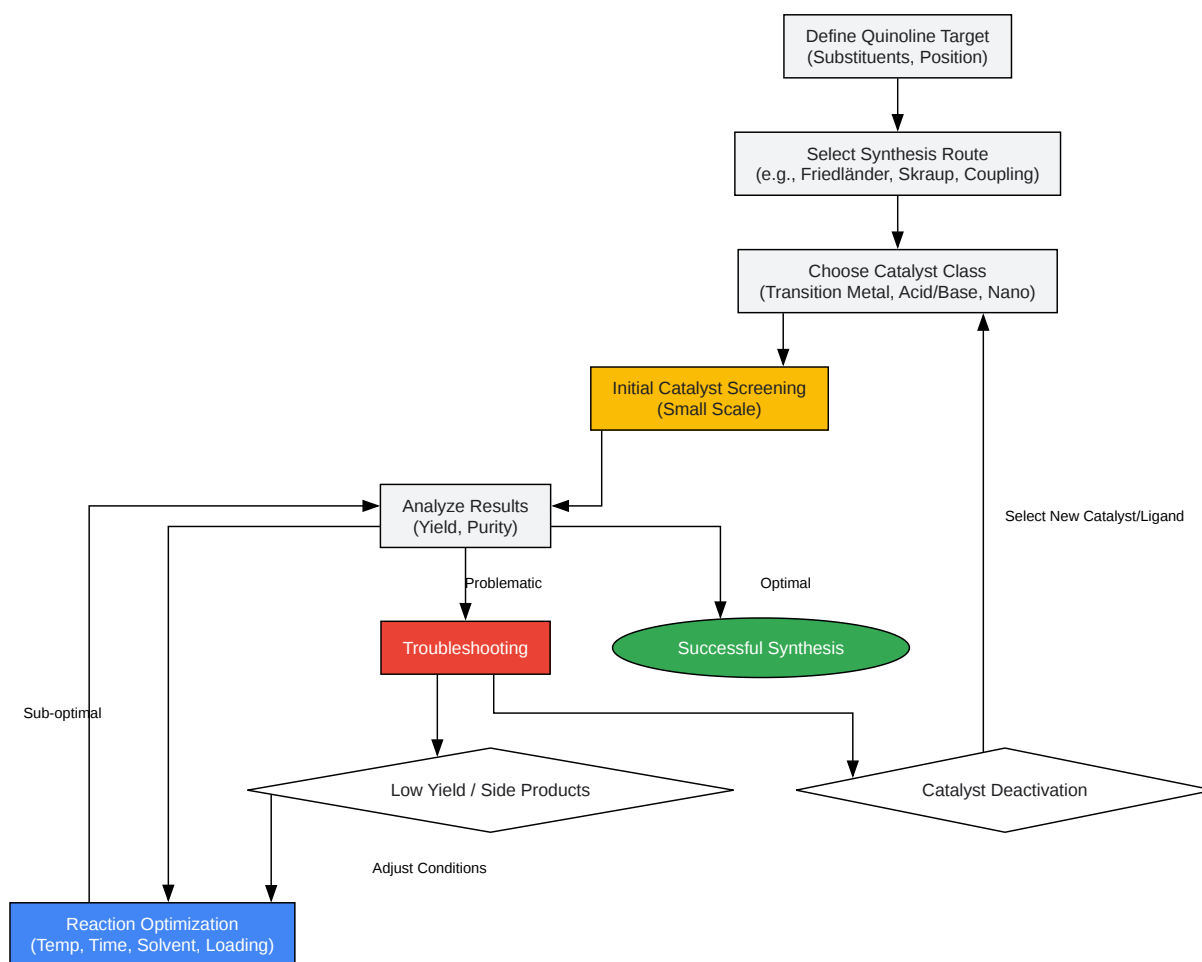 Define Quinoline Target
(Substituents, Position)
Select Synthesis Route
(e.g., Friedländer, Skraup, Coupling)
Choose Catalyst Class
(Transition Metal, Acid/Base, Nano)
Initial Catalyst Screening
(Small Scale)
Analyze Results
(Yield, Purity)
Select New Catalyst/Ligand
Problematic
Optimal
Troubleshooting
Successful Synthesis
Sub-optimal
Low Yield / Side Products
Catalyst Deactivation
Adjust Conditions
Reaction Optimization
(Temp, Time, Solvent, Loading)